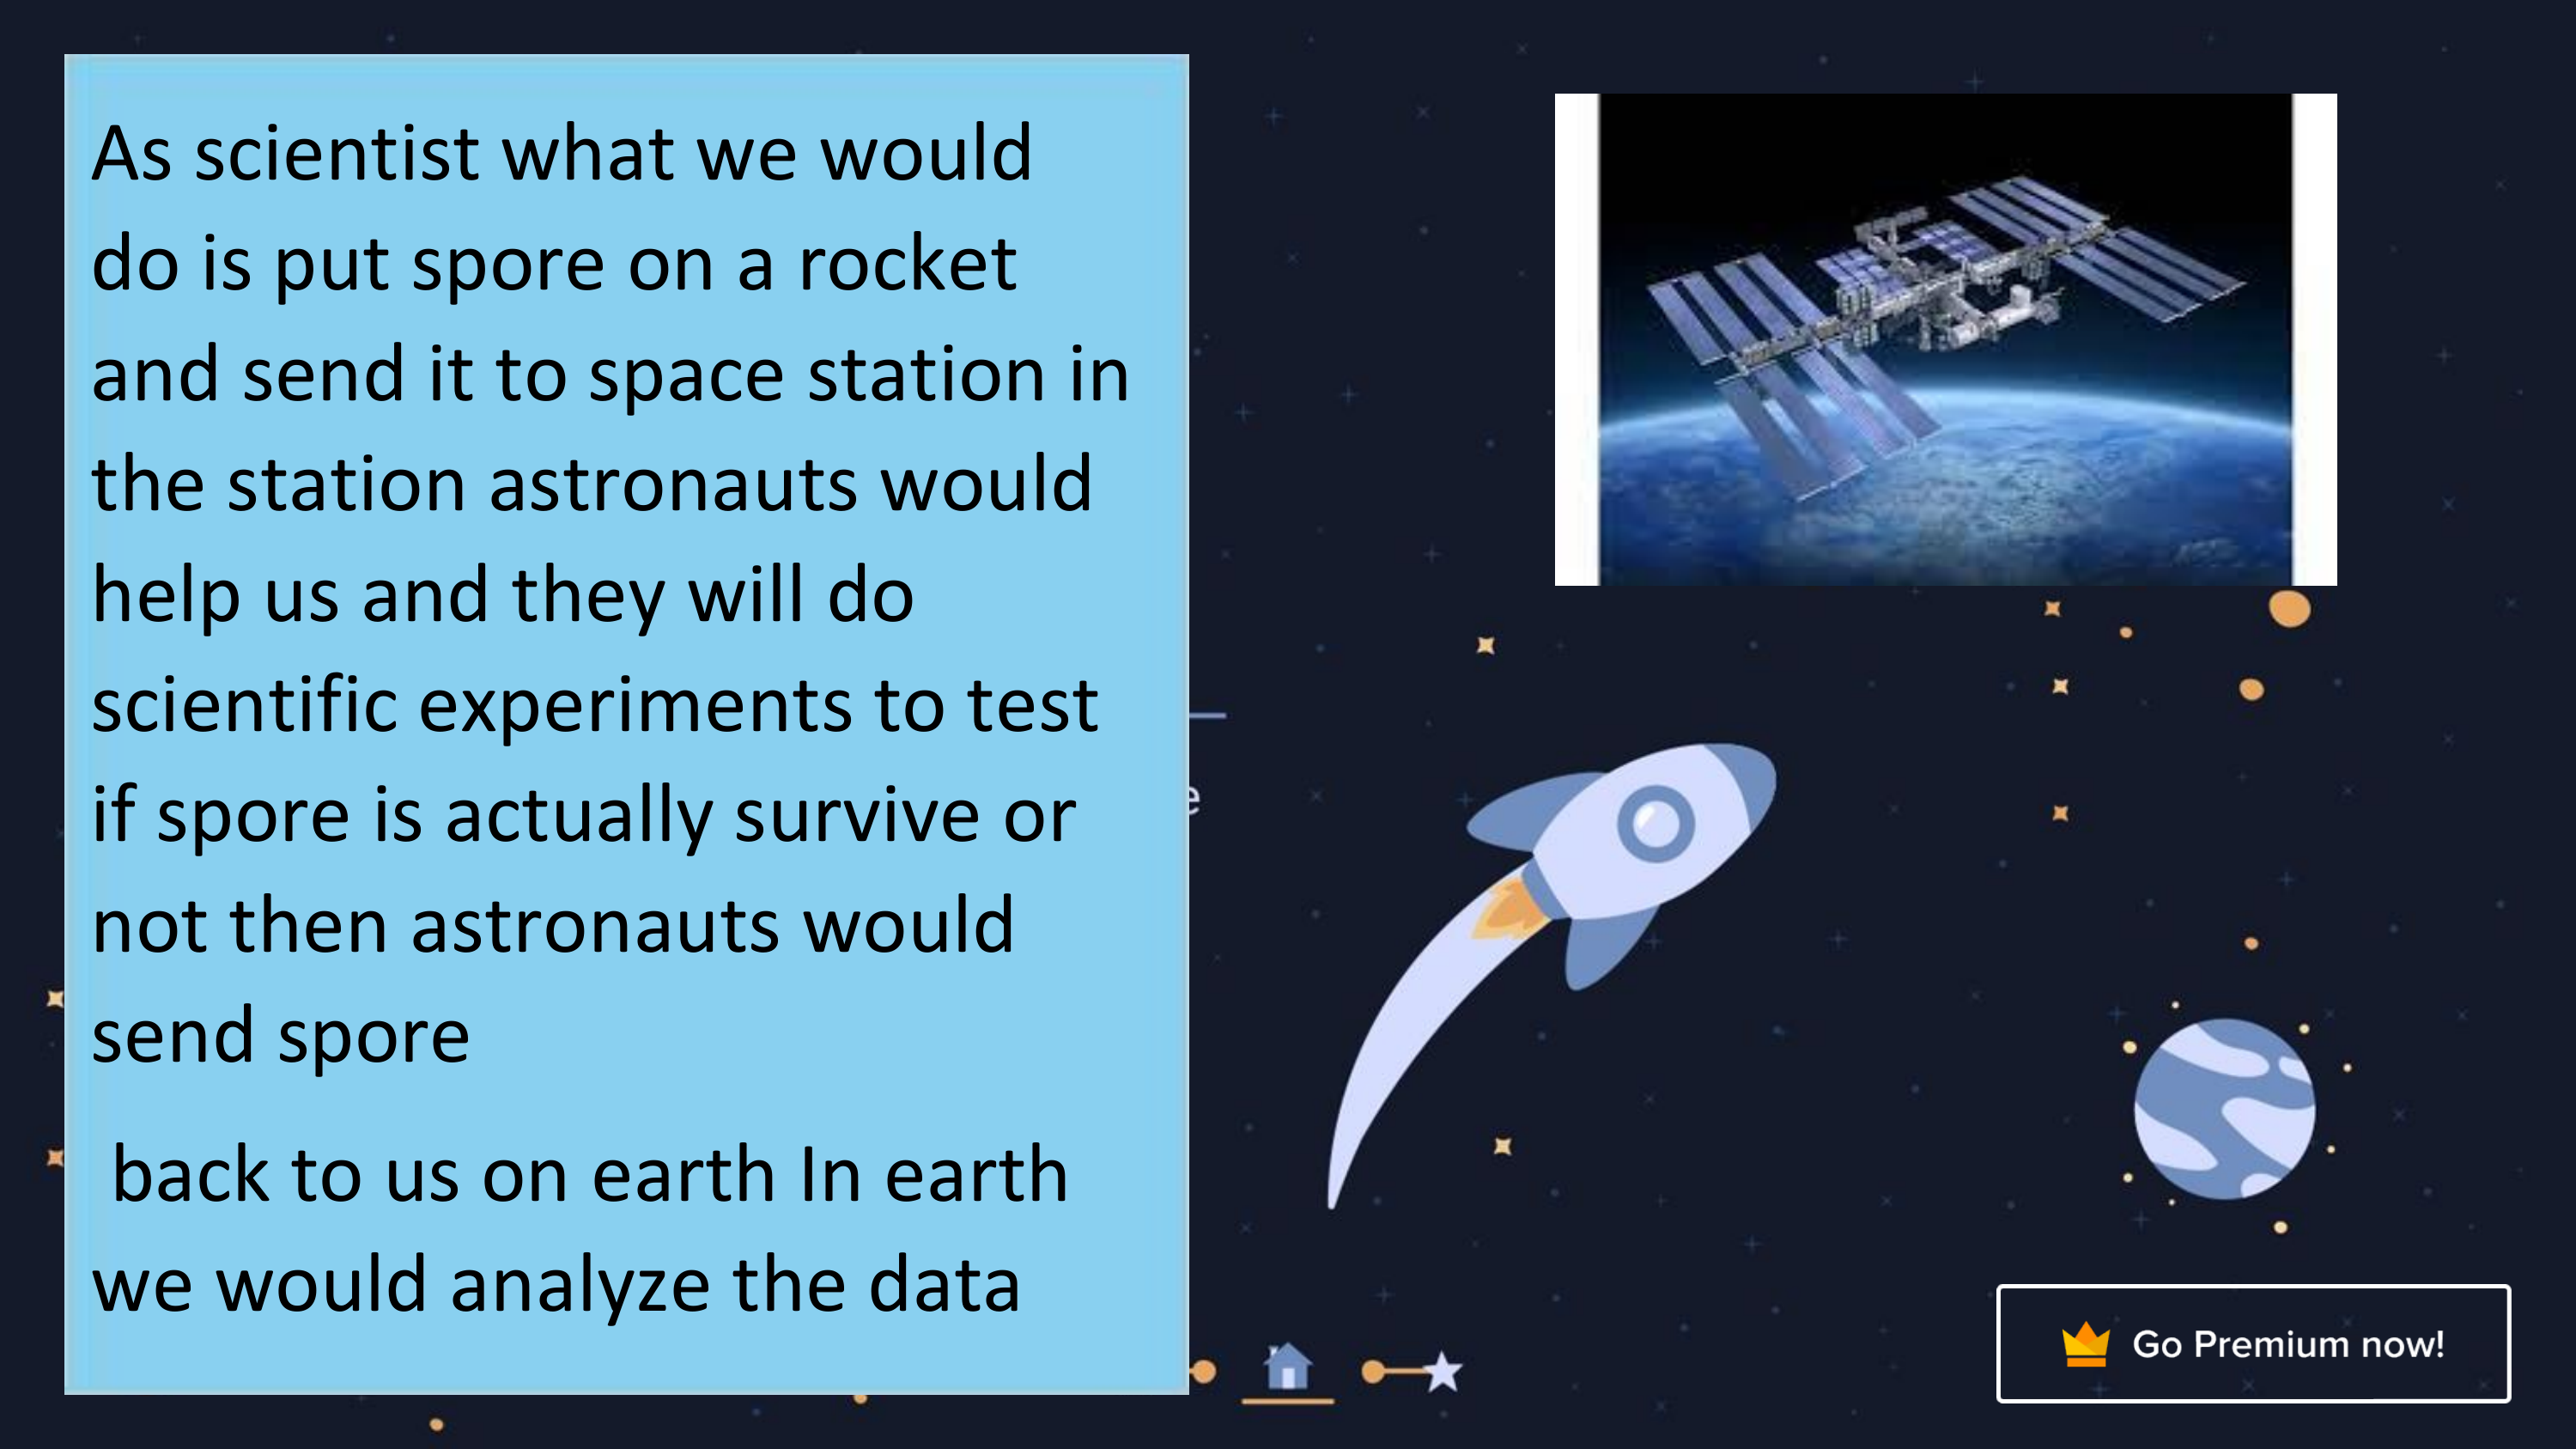 As scientist what we would
do is put spore on a rocket
and send it to space station in
the station astronauts would
help us and they will do
scientific experiments to test
if spore is actually survive or
not then astronauts would
send spore
back to us on earth In earth
we would analyze the data
Go Premium now!